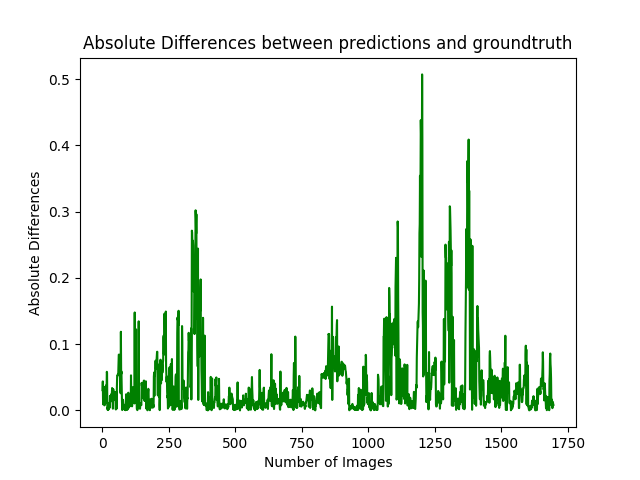 Absolute Differences between predictions and groundtruth
0.5
0.4
0.3
0.2
0.1
0.0
Absolute Differences
0 250 500 750 1000 1250 1500 1750
Number of Images